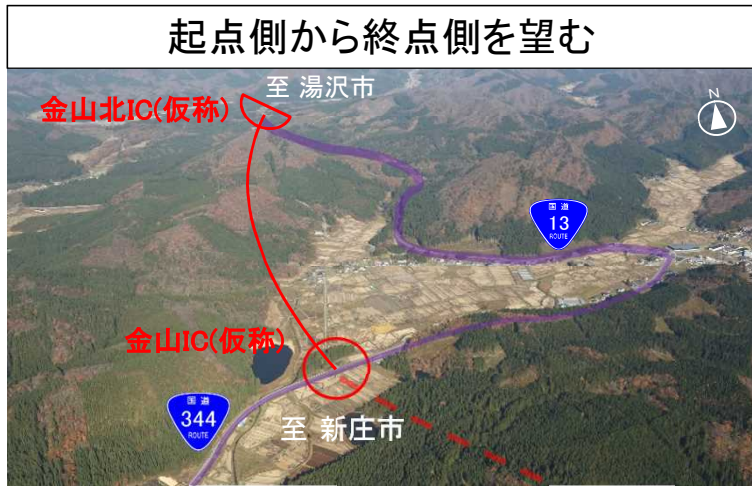 起点側から終点側を望む
至 湯沢市
金山北IC(仮称)
N
国道
13
ROUTE
金山IC(仮称)
国道
344
ROUTE
至 新庄市